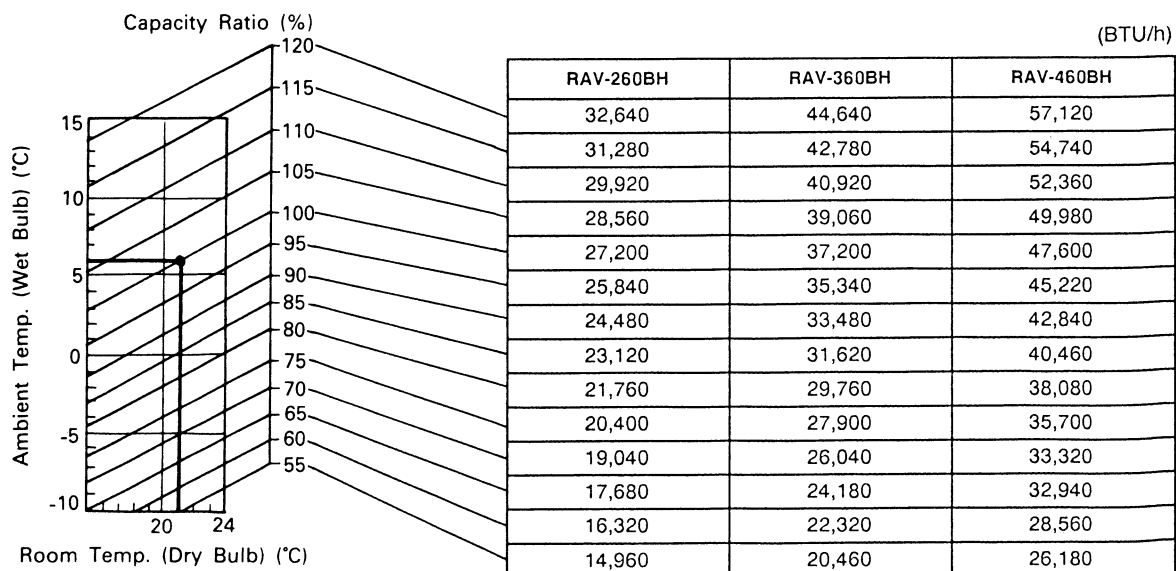 Capacity Ratio (%)
(BTU/h)
120
115
110
105
100
95
90
85
80
75
70
65
60
55
15
10
5
0
-5
-10
20 24
Ambient Temp. (Wet Bulb) (°C)
Room Temp. (Dry Bulb) (°C)
RAV-260BH RAV-360BH RAV-460BH
32,640 44,640 57,120
31,280 42,780 54,740
29,920 40,920 52,360
28,560 39,060 49,980
27,200 37,200 47,600
25,840 35,340 45,220
24,480 33,480 42,840
23,120 31,620 40,460
21,760 29,760 38,080
20,400 27,900 35,700
19,040 26,040 33,320
17,680 24,180 32,940
16,320 22,320 28,560
14,960 20,460 26,180